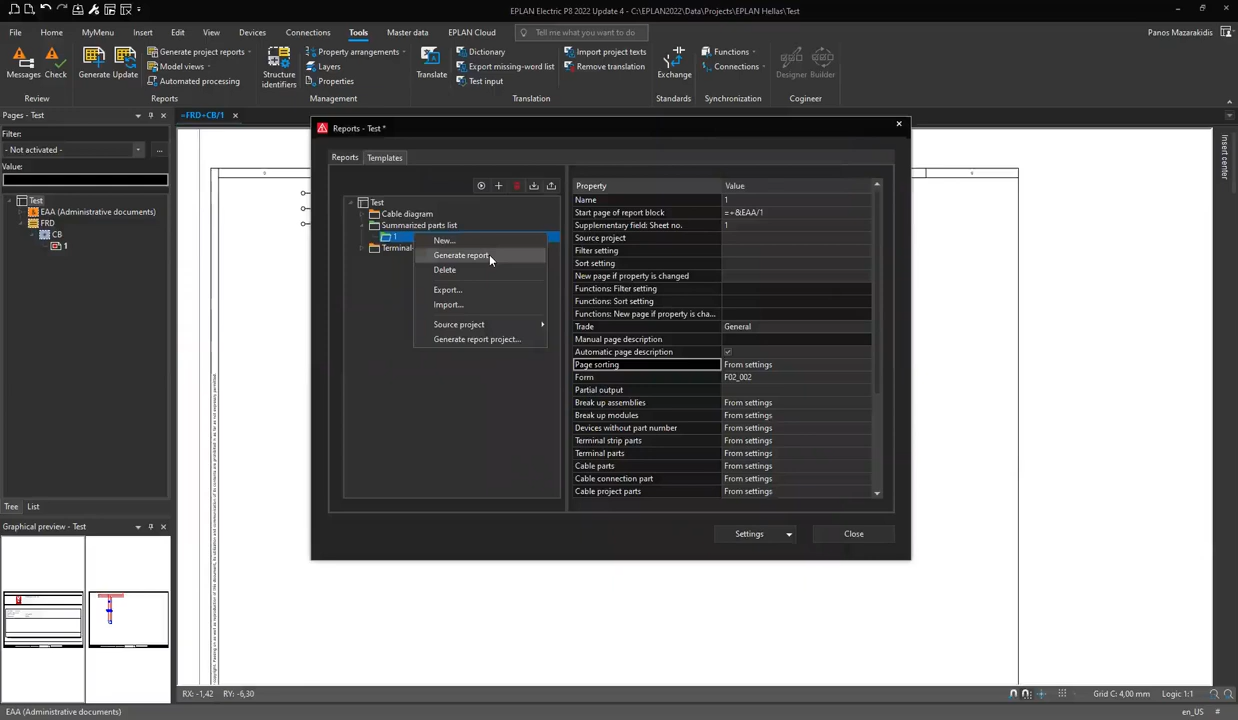 EPLAN Electric P8 2022 Update 4 - C:\EPLAN2022\Data\Projects\EPLAN Hellas\Test
File Home MyMenu Insert Edit View Devices Connections Tools Master data EPLAN Cloud Tell me what you want to do... Panos Mazarakidis
Messages Check
Review
Generate Update
Generate project reports
Model views
Automated processing
Reports
Structure
identifiers
Property arrangements
Layers
Properties
Management
Translate
Dictionary
Export missing-word list
Test input
Import project texts
Remove translation
Translation
Exchange
Standards
Functions
Connections
Synchronization
Designer Builder
Cogineer
Pages - Test
Filter:
- Not activated -
...
Value:
Test
EAA (Administrative documents)
FRD
CB
1
Tree List
Graphical preview - Test
=FRD+CB/1
Reports - Test *
Reports Templates
Test
Cable diagram
Summarized parts list
1
Terminal-
New...
Generate report
Delete
Export...
Import...
Source project
Generate report project...
Property Value
Name 1
Start page of report block =+&EAA/1
Supplementary field: Sheet no. 1
Source project
Filter setting
Sort setting
New page if property is changed
Functions: Filter setting
Functions: Sort setting
Functions: New page if property is cha...
Trade General
Manual page description
Automatic page description
Page sorting From settings
Form F02_002
Partial output
Break up assemblies From settings
Break up modules From settings
Devices without part number From settings
Terminal strip parts From settings
Terminal parts From settings
Cable parts From settings
Cable connection part From settings
Cable project parts From settings
Settings Close
Insert center
RX: -1,42 RY: -6,30
Grid C: 4,00 mm Logic 1:1
EAA (Administrative documents)
en_US #